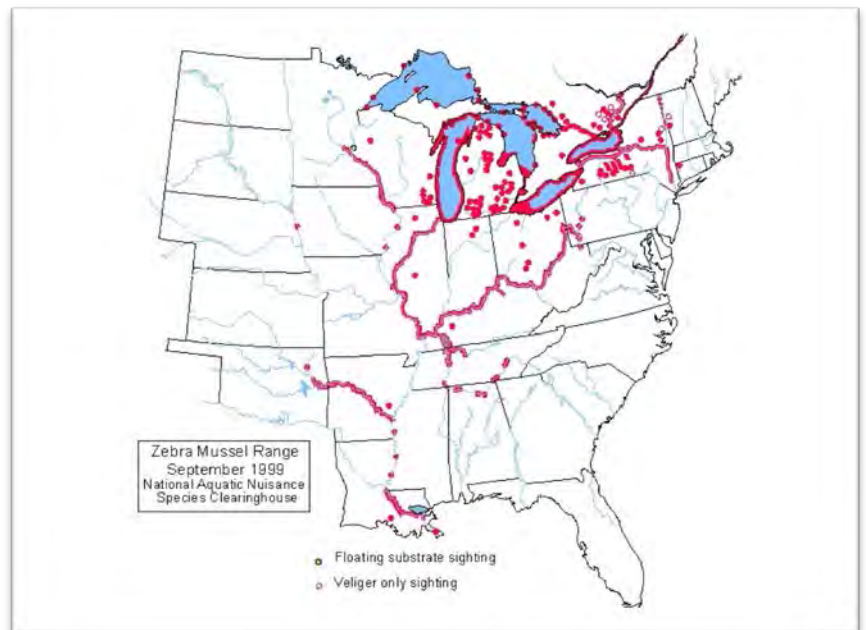 Zebra Mussel Range
September 1999
National Aquatic Nuisance
Species Clearinghouse
Floating substrate sighting
Veliger only sighting